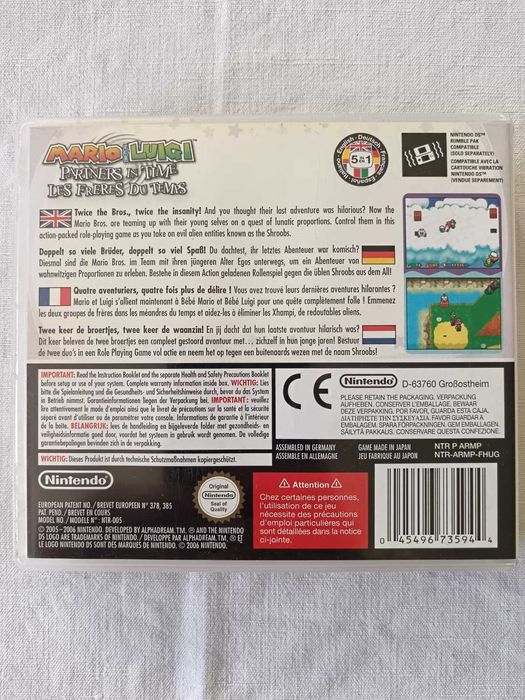 MARIO & LUIGI
PARTNERS IN TIME
LES FRÈRES DU TEMPS
English · Deutsch · Français · Español · Italiano
5 in 1
NINTENDO DS™
RUMBLE PAK
COMPATIBLE
(SOLD SEPARATELY)
COMPATIBLE AVEC LA
CARTOUCHE VIBRATION
NINTENDO DS™
(VENDUE SÉPARÉMENT)
Twice the Bros., twice the insanity! And you thought their last adventure was hilarious? Now the
Mario Bros. are teaming up with their young selves on a quest of lunatic proportions. Control them in this
action-packed role-playing game as you take on evil alien entities known as the Shroobs.
Doppelt so viele Brüder, doppelt so viel Spaß! Du dachtest, ihr letztes Abenteuer war komisch?
Diesmal sind die Mario Bros. im Team mit ihren jüngeren Alter Egos unterwegs, um ein Abenteuer von
wahnwitzigen Proportionen zu erleben. Bestehe in diesem Action geladenen Rollenspiel gegen die üblen Shroobs aus dem All!
Quatre aventuriers, quatre fois plus de délire ! Vous avez trouvé leurs dernières aventures hilarantes ?
Mario et Luigi s'allient maintenant à Bébé Mario et Bébé Luigi pour une quête complètement folle ! Emmenez
les deux groupes de frères dans les méandres du temps et aidez-les à éliminer les Xhampi, de redoutables aliens.
Twee keer de broertjes, twee keer de waanzin! En jij dacht dat hun laatste avontuur hilarisch was?
Dit keer beleven de twee broertjes een compleet gestoord avontuur met... zichzelf in hun jonge jaren! Bestuur
de twee duo's in een Role Playing Game vol actie en neem het op tegen een buitenaards wezen met de naam Shroobs!
IMPORTANT: Read the Instruction Booklet and the separate Health and Safety Precautions Booklet
before setup or use of your system. Complete warranty information inside box. WICHTIG: Lies
bitte die Spielanleitung und die Gesundheits- und Sicherheitshinweise durch, bevor du das System
in Betrieb nimmst. Garantieinformationen liegen der Verpackung bei. IMPORTANT : veuillez
lire attentivement le mode d'emploi ainsi que le livret de précautions sur la santé et la sécurité
séparé avant d'utiliser ou de paramétrer votre console. Informations de garantie à l'intérieur
de la boîte. BELANGRIJK: lees de handleiding en bijgeleverde folder met gezondheids- en
veiligheidsinformatie goed door, voordat het systeem in gebruik wordt genomen. De volledige
garantiebepalingen bevinden zich in de verpakking.
WICHTIG: Dieses Produkt ist durch technische Schutzmaßnahmen kopiergeschützt.
CE
Nintendo
D-63760 Großostheim
PLEASE RETAIN THE PACKAGING. VERPACKUNG
AUFHEBEN. CONSERVER L'EMBALLAGE. BEWAAR
DEZE VERPAKKING. POR FAVOR, GUARDA ESTA CAJA.
ΔΙΑΤΗΡΗΣΤΕ ΤΗ ΣΥΣΚΕΥΑΣΙΑ. CONSERVARE LA CONFEZIONE.
SPARA FÖRPACKNINGEN. GEM EMBALLAGEN.
SÄILYTÄ PAKKAUS. CONSERVARE QUESTA CONFEZIONE.
ASSEMBLED IN GERMANY
ASSEMBLÉ EN ALLEMAGNE
GAME MADE IN JAPAN
JEU FABRIQUÉ AU JAPON
NTR P ARMP
NTR-ARMP-FHUG
Nintendo
EUROPEAN PATENT NO. / BREVET EUROPÉEN N° 378, 385
PAT. PEND. / BREVET EN COURS
MODEL NO. / MODÈLE N° : NTR-005
© 2005–2006 NINTENDO. DEVELOPED BY ALPHADREAM. ™, ® AND THE NINTENDO
DS LOGO ARE TRADEMARKS OF NINTENDO. / DÉVELOPPÉ PAR ALPHADREAM. ™, ® ET
LE LOGO NINTENDO DS SONT DES MARQUES DE NINTENDO. © 2006 NINTENDO.
Original
Nintendo
Seal of
Quality
Attention
Chez certaines personnes,
l'utilisation de ce jeu
nécessite des précautions
d'emploi particulières qui
sont détaillées dans la notice
ci-jointe.
0 45496 73594 4